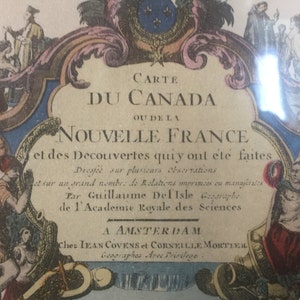 CARTE
DU CANADA
OU DE LA
NOUVELLE FRANCE
et des Decouvertes qui y ont été faites
Dressée sur plusieurs Observations
et sur un grand nombre de Relations imprimées ou manuscrites
Par Guillaume Del'Isle Geographe
de l'Academie Royale des Sciences
A AMSTERDAM
Chez IEAN COVENS et CORNEILLE MORTIER
Geographes Avec Privilege